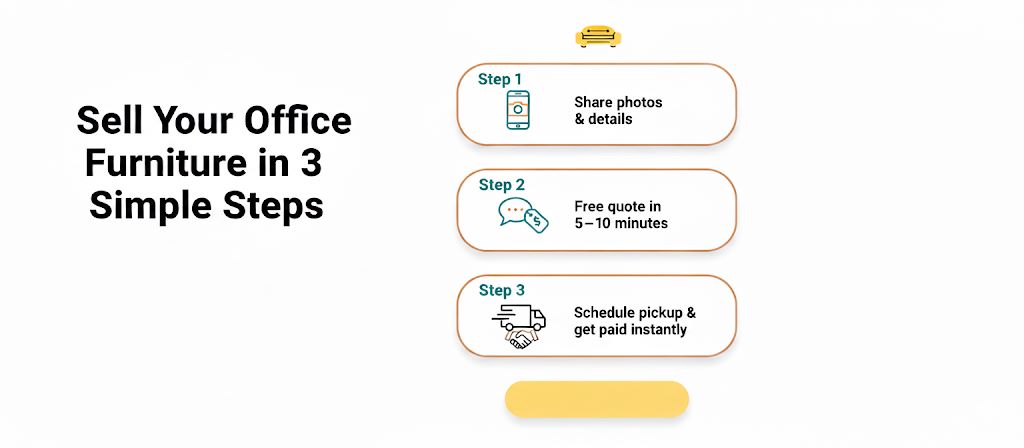 Sell Your Office
Furniture in 3
Simple Steps
Step 1
Share photos
& details
Step 2
$
Free quote in
5–10 minutes
Step 3
Schedule pickup &
get paid instantly